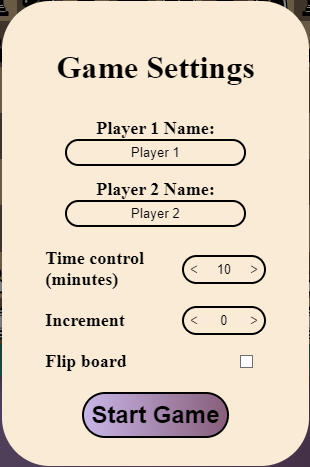 Game Settings
Player 1 Name:
Player 1
Player 2 Name:
Player 2
Time control
(minutes)
< 10 >
Increment
< 0 >
Flip board
Start Game